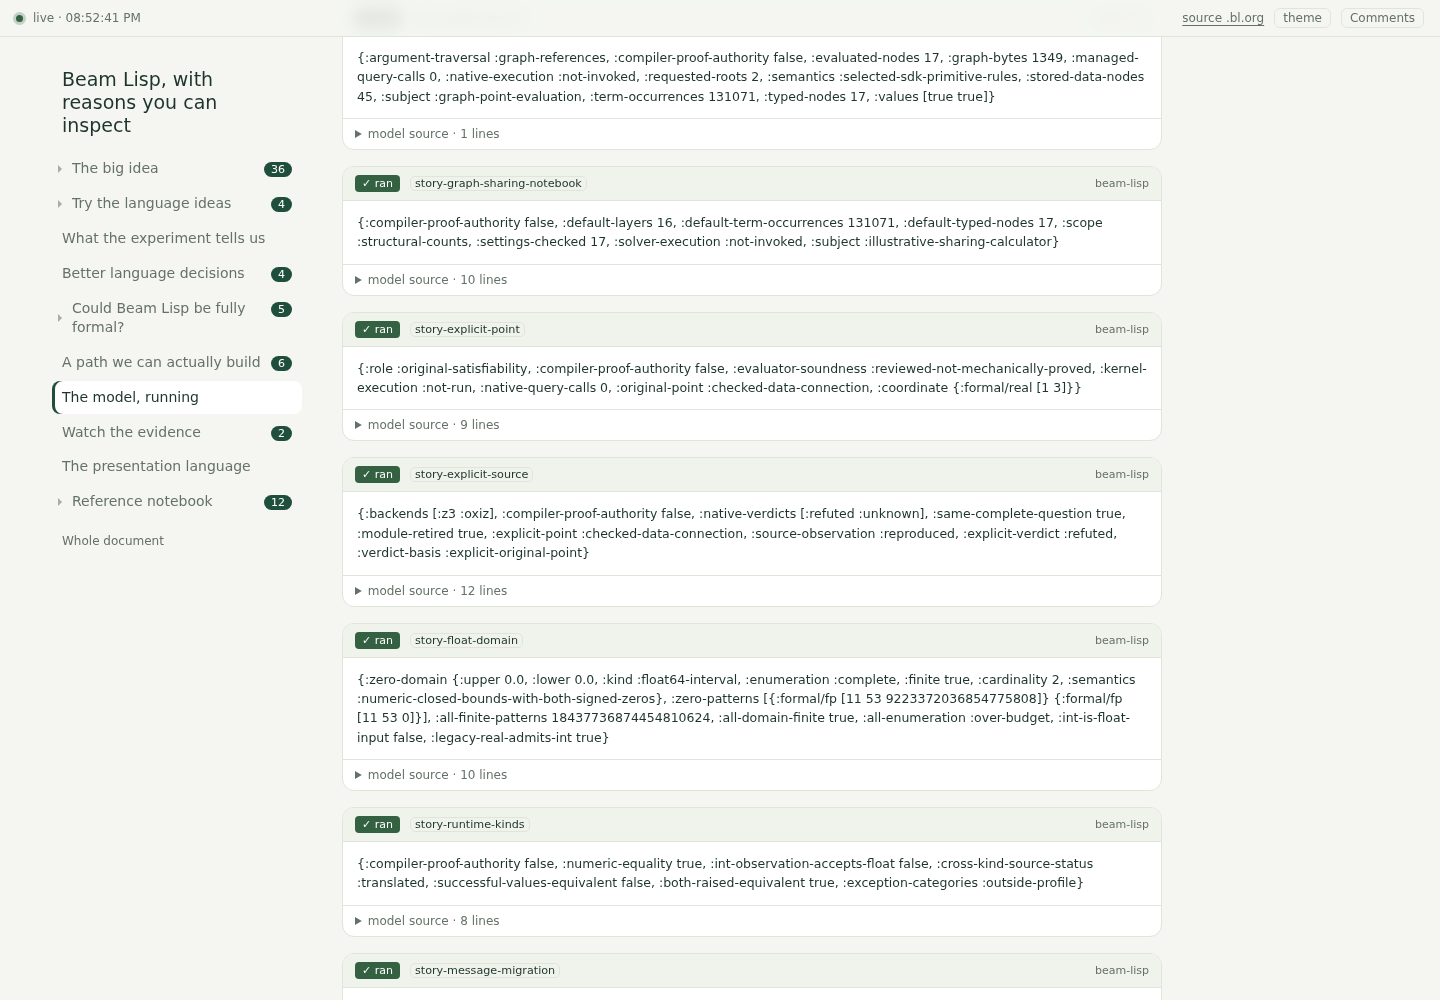 live · 08:52:41 PM
source .bl.org
theme
Comments
Beam Lisp, with
reasons you can
inspect
The big idea
36
Try the language ideas
4
What the experiment tells us
Better language decisions
4
Could Beam Lisp be fully
formal?
5
A path we can actually build
6
The model, running
Watch the evidence
2
The presentation language
Reference notebook
12
Whole document
{:argument-traversal :graph-references, :compiler-proof-authority false, :evaluated-nodes 17, :graph-bytes 1349, :managed-
query-calls 0, :native-execution :not-invoked, :requested-roots 2, :semantics :selected-sdk-primitive-rules, :stored-data-nodes
45, :subject :graph-point-evaluation, :term-occurrences 131071, :typed-nodes 17, :values [true true]}
model source · 1 lines
✓ ran story-graph-sharing-notebook beam-lisp
{:compiler-proof-authority false, :default-layers 16, :default-term-occurrences 131071, :default-typed-nodes 17, :scope
:structural-counts, :settings-checked 17, :solver-execution :not-invoked, :subject :illustrative-sharing-calculator}
model source · 10 lines
✓ ran story-explicit-point beam-lisp
{:role :original-satisfiability, :compiler-proof-authority false, :evaluator-soundness :reviewed-not-mechanically-proved, :kernel-
execution :not-run, :native-query-calls 0, :original-point :checked-data-connection, :coordinate {:formal/real [1 3]}}
model source · 9 lines
✓ ran story-explicit-source beam-lisp
{:backends [:z3 :oxiz], :compiler-proof-authority false, :native-verdicts [:refuted :unknown], :same-complete-question true,
:module-retired true, :explicit-point :checked-data-connection, :source-observation :reproduced, :explicit-verdict :refuted,
:verdict-basis :explicit-original-point}
model source · 12 lines
✓ ran story-float-domain beam-lisp
{:zero-domain {:upper 0.0, :lower 0.0, :kind :float64-interval, :enumeration :complete, :finite true, :cardinality 2, :semantics
:numeric-closed-bounds-with-both-signed-zeros}, :zero-patterns [{:formal/fp [11 53 9223372036854775808]} {:formal/fp
[11 53 0]}], :all-finite-patterns 18437736874454810624, :all-domain-finite true, :all-enumeration :over-budget, :int-is-float-
input false, :legacy-real-admits-int true}
model source · 10 lines
✓ ran story-runtime-kinds beam-lisp
{:compiler-proof-authority false, :numeric-equality true, :int-observation-accepts-float false, :cross-kind-source-status
:translated, :successful-values-equivalent false, :both-raised-equivalent true, :exception-categories :outside-profile}
model source · 8 lines
✓ ran story-message-migration beam-lisp